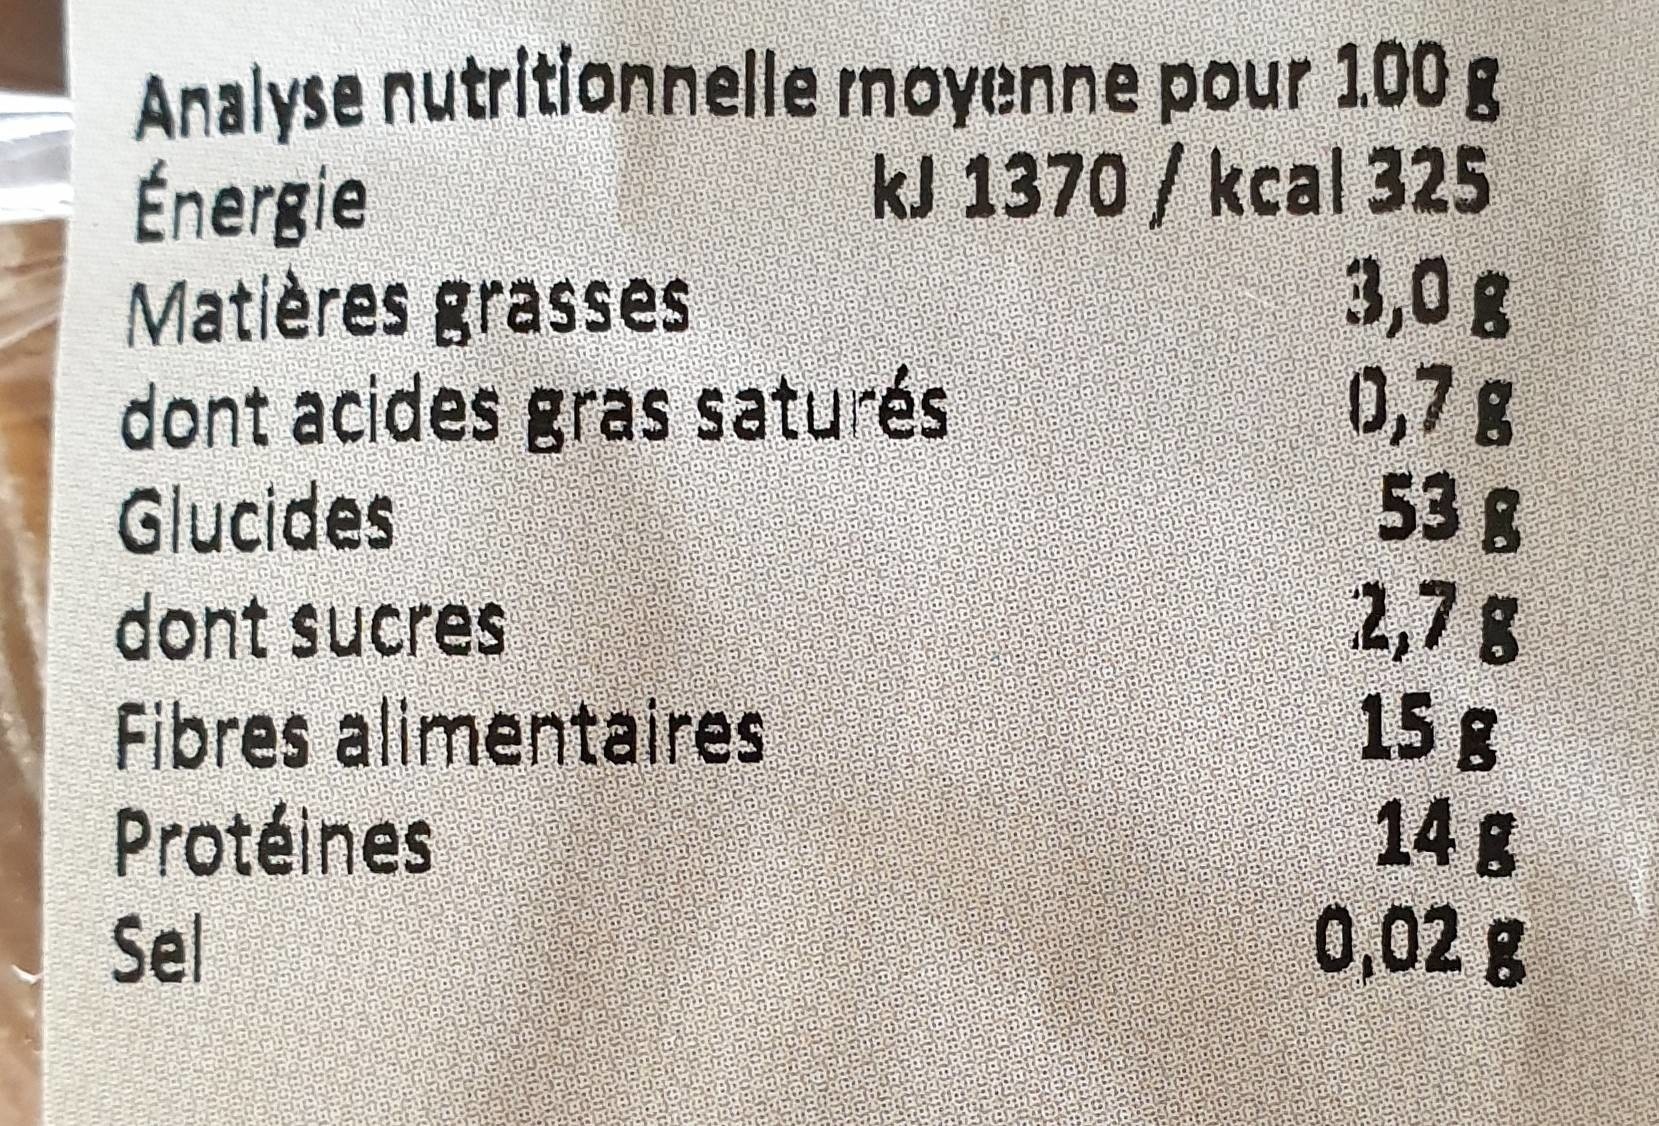 Analyse nutritionnelle moyenne pour 100 g
Énergie kJ 1370 / kcal 325
Matières grasses 3,0 g
dont acides gras saturés 0,7 g
Glucides 53 g
dont sucres 2,7 g
Fibres alimentaires 15 g
Protéines 14 g
Sel 0,02 g